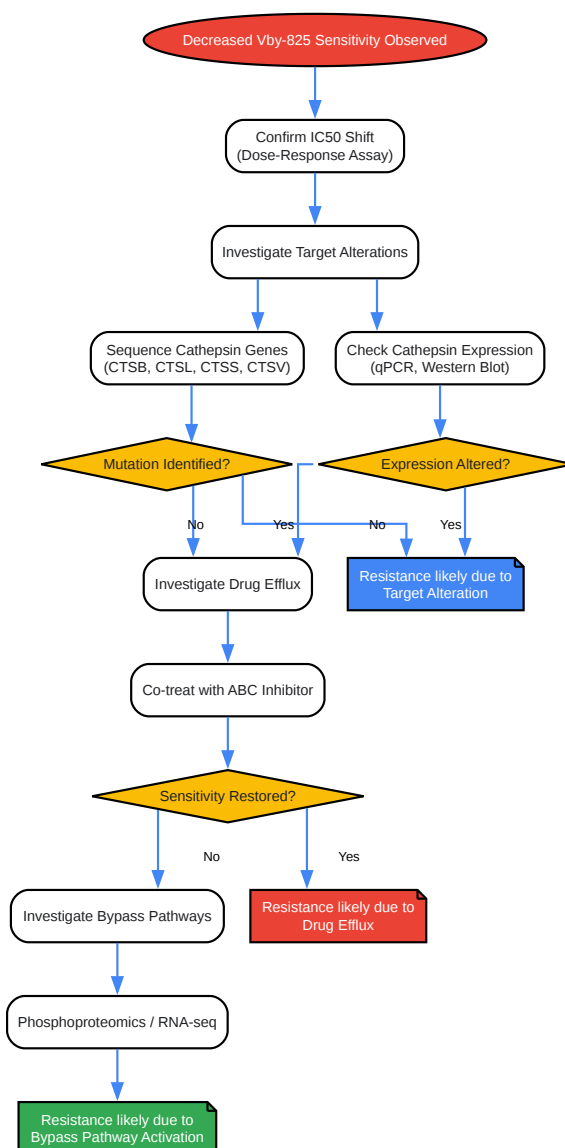 Decreased Vby-825 Sensitivity Observed
Confirm IC50 Shift
(Dose-Response Assay)
Investigate Target Alterations
Sequence Cathepsin Genes
(CTSB, CTSL, CTSS, CTSV)
Check Cathepsin Expression
(qPCR, Western Blot)
Mutation Identified?
Expression Altered?
No
Yes
No
Yes
Investigate Drug Efflux
Resistance likely due to
Target Alteration
Co-treat with ABC Inhibitor
Sensitivity Restored?
No
Yes
Investigate Bypass Pathways
Resistance likely due to
Drug Efflux
Phosphoproteomics / RNA-seq
Resistance likely due to
Bypass Pathway Activation